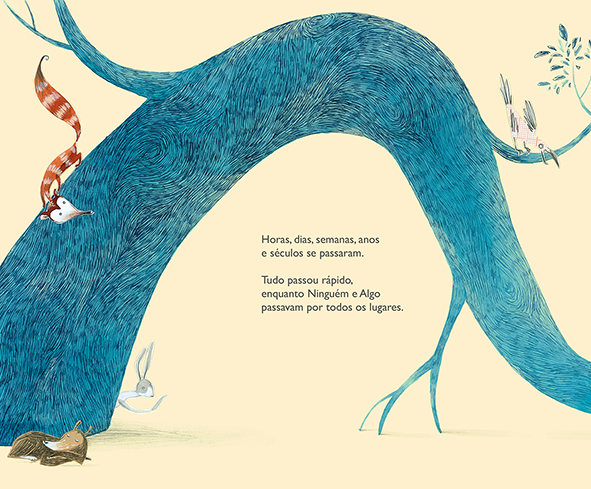 Horas, dias, semanas, anos
e séculos se passaram.
Tudo passou rápido,
enquanto Ninguém e Algo
passavam por todos os lugares.